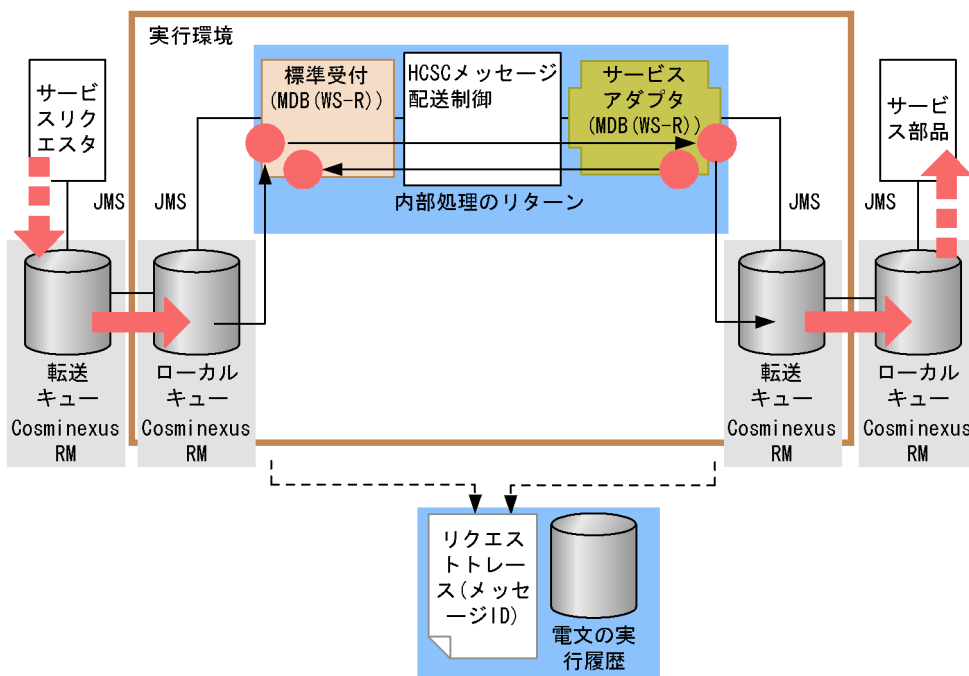 実行環境
サービ
スリク
エスタ
標準受付
(MDB(WS-R))
HCSCメッセージ
配送制御
サービス
アダプタ
(MDB(WS-R))
サービ
ス部品
内部処理のリターン
JMS
JMS
JMS
JMS
転送
キュー
Cosminexus
RM
ローカル
キュー
Cosminexus
RM
転送
キュー
Cosminexus
RM
ローカル
キュー
Cosminexus
RM
リクエス
トトレー
ス(メッセ
ージID)
電文の実
行履歴